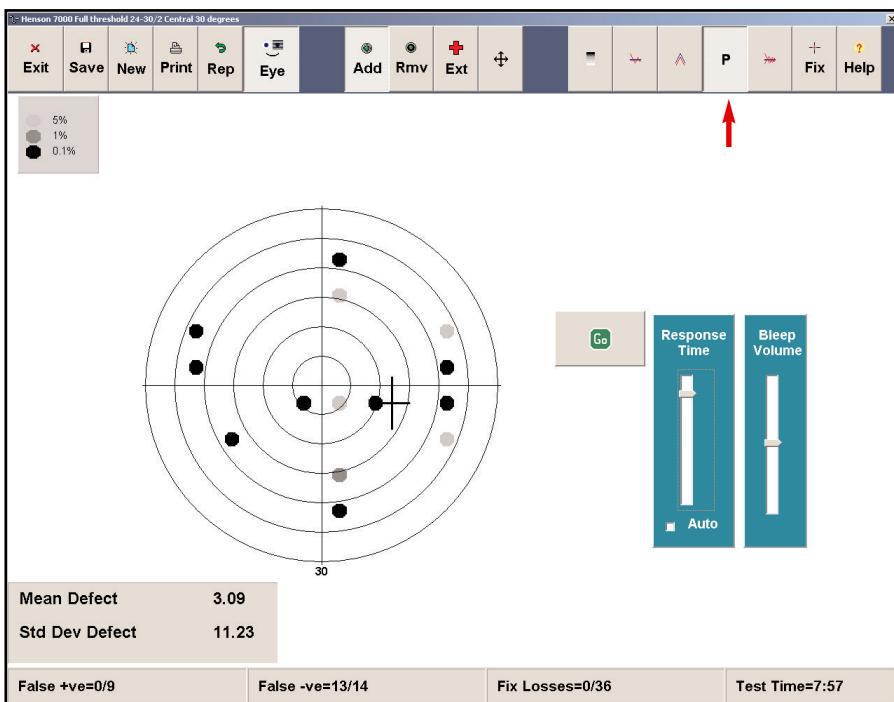 Henson 7000 Full threshold 24-30/2 Central 30 degrees
Exit Save New Print Rep Eye Add Rmv Ext P Fix Help
5%
1%
0.1%
Go
Response Time
Bleep Volume
Auto
30
Mean Defect 3.09
Std Dev Defect 11.23
False +ve=0/9 False -ve=13/14 Fix Losses=0/36 Test Time=7:57